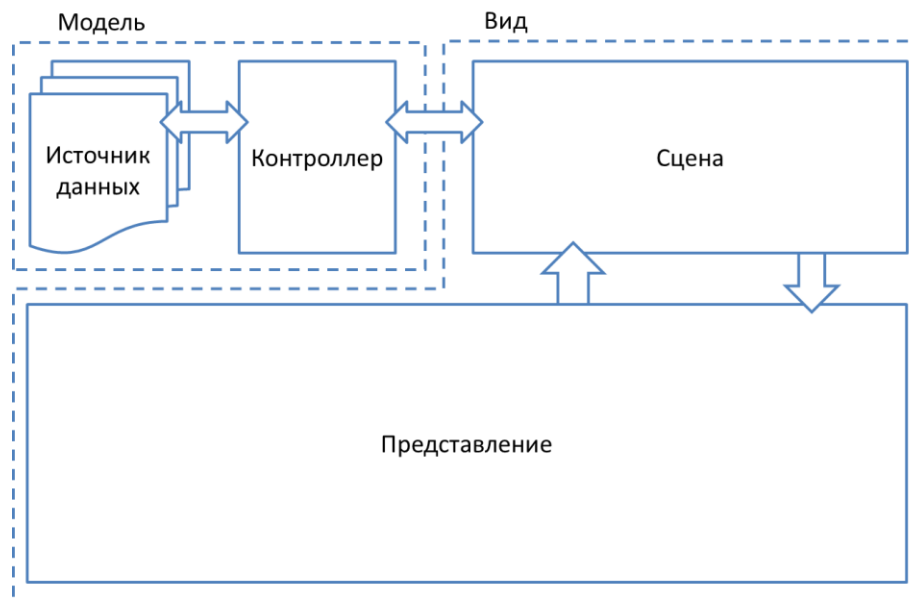 Модель
Вид
Источник
данных
Контроллер
Сцена
Представление